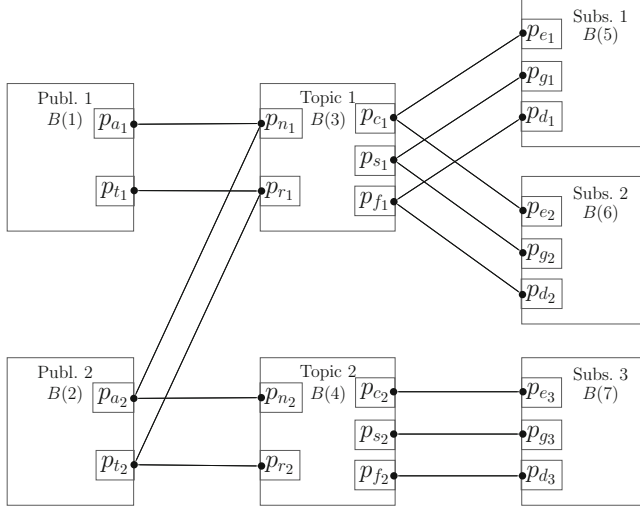 Publ. 1
B(1)
p_{a_1}
p_{t_1}
Topic 1
B(3)
p_{n_1}
p_{r_1}
p_{c_1}
p_{s_1}
p_{f_1}
Subs. 1
B(5)
p_{e_1}
p_{g_1}
p_{d_1}
Subs. 2
B(6)
p_{e_2}
p_{g_2}
p_{d_2}
Publ. 2
B(2)
p_{a_2}
p_{t_2}
Topic 2
B(4)
p_{n_2}
p_{r_2}
p_{c_2}
p_{s_2}
p_{f_2}
Subs. 3
B(7)
p_{e_3}
p_{g_3}
p_{d_3}